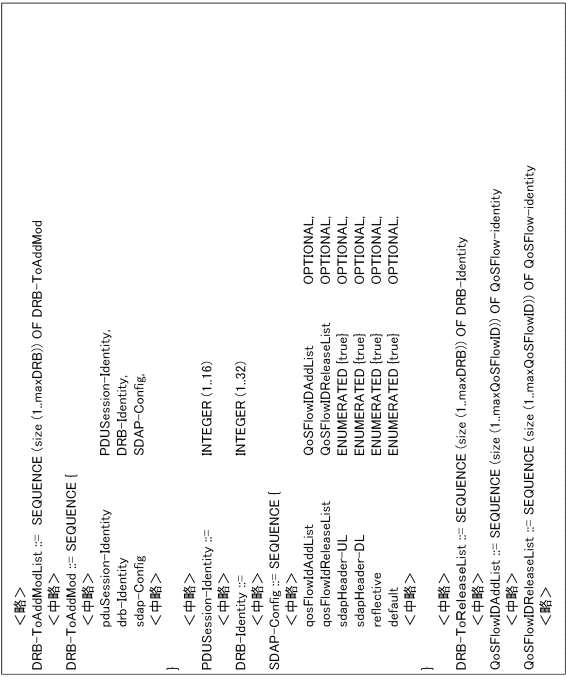 <略>
DRB-ToAddModList ::= SEQUENCE (size (1..maxDRB)) OF DRB-ToAddMod
<中略>
DRB-ToAddMod ::= SEQUENCE {
<中略>
pduSession-Identity PDUSession-Identity,
drb-Identity DRB-Identity,
sdap-Config SDAP-Config,
<中略>
}
<中略>
PDUSession-Identity ::= INTEGER (1..16)
<中略>
DRB-Identity ::= INTEGER (1..32)
<中略>
SDAP-Config ::= SEQUENCE {
<中略>
qosFlowIdAddList QoSFlowIDAddList OPTIONAL,
qosFlowIdReleaseList QoSFlowIDReleaseList OPTIONAL,
sdapHeader-UL ENUMERATED {true} OPTIONAL,
sdapHeader-DL ENUMERATED {true} OPTIONAL,
reflective ENUMERATED {true} OPTIONAL,
default ENUMERATED {true} OPTIONAL,
<中略>
}
<中略>
DRB-ToReleaseList ::= SEQUENCE (size (1..maxDRB)) OF DRB-Identity
<中略>
QoSFlowIDAddList ::= SEQUENCE (size (1..maxQoSFlowID)) OF QoSFlow-identity
<中略>
QoSFlowIDReleaseList ::= SEQUENCE (size (1..maxQoSFlowID)) OF QoSFlow-identity
<略>